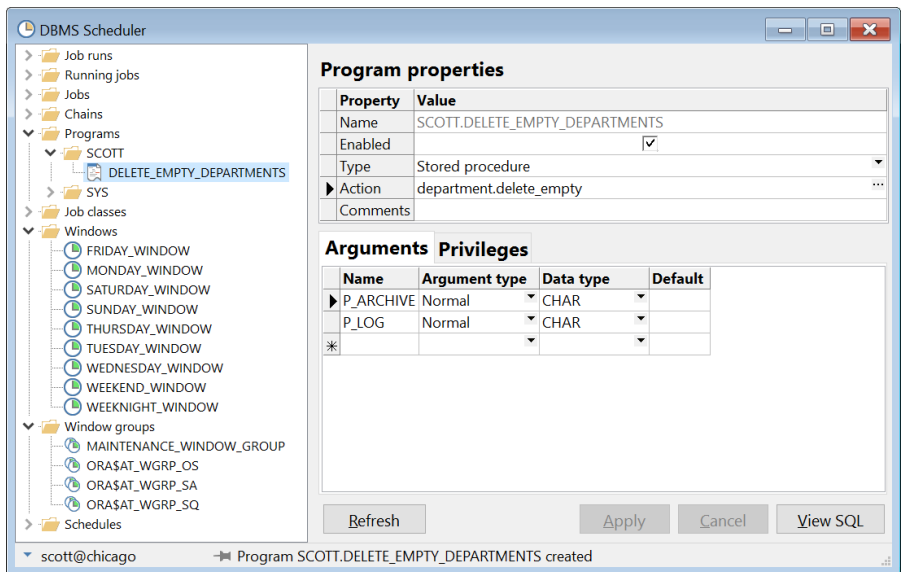 DBMS Scheduler
Job runs
Running jobs
Jobs
Chains
Programs
SCOTT
DELETE_EMPTY_DEPARTMENTS
SYS
Job classes
Windows
FRIDAY_WINDOW
MONDAY_WINDOW
SATURDAY_WINDOW
SUNDAY_WINDOW
THURSDAY_WINDOW
TUESDAY_WINDOW
WEDNESDAY_WINDOW
WEEKEND_WINDOW
WEEKNIGHT_WINDOW
Window groups
MAINTENANCE_WINDOW_GROUP
ORA$AT_WGRP_OS
ORA$AT_WGRP_SA
ORA$AT_WGRP_SQ
Schedules
Program properties
Property Value
Name SCOTT.DELETE_EMPTY_DEPARTMENTS
Enabled
Type Stored procedure
Action department.delete_empty ...
Comments
Arguments Privileges
Name Argument type Data type Default
P_ARCHIVE Normal CHAR
P_LOG Normal CHAR
Refresh Apply Cancel View SQL
scott@chicago Program SCOTT.DELETE_EMPTY_DEPARTMENTS created